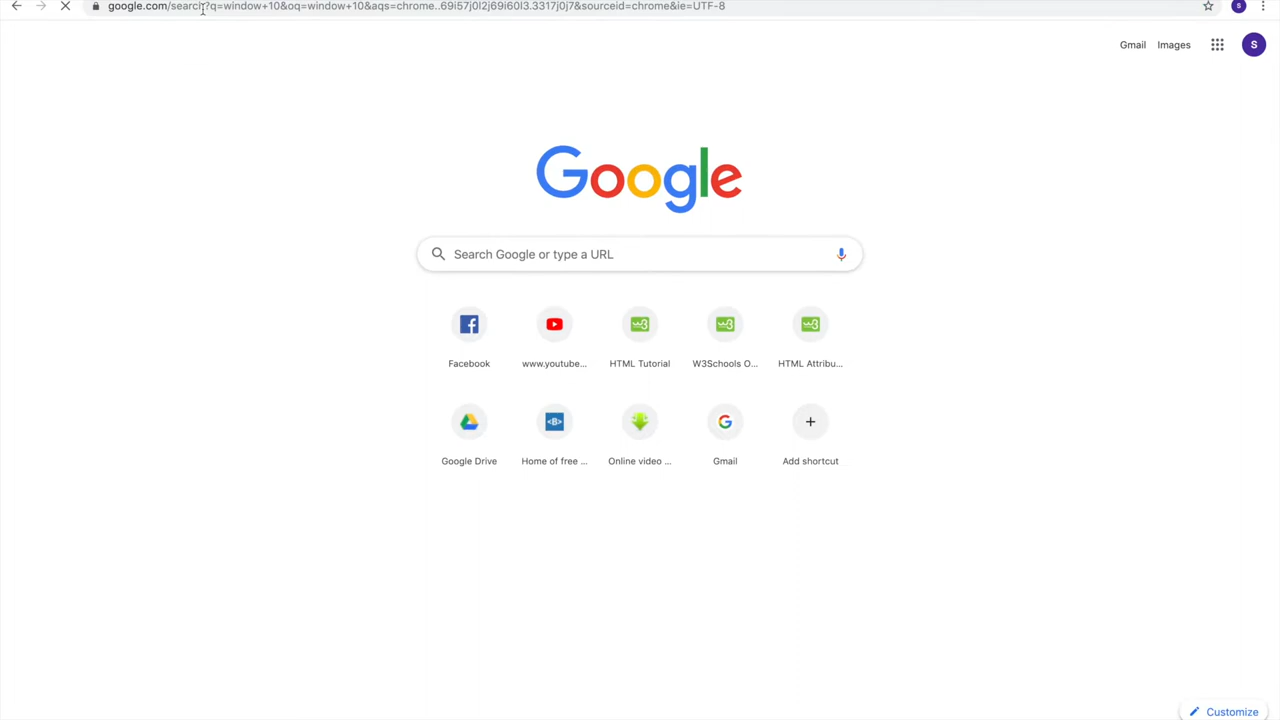 google.com/search?q=window+10&oq=window+10&aqs=chrome..69i57j0l2j69i60l3.3317j0j7&sourceid=chrome&ie=UTF-8
S
Gmail Images S
Google
Search Google or type a URL
Facebook www.youtube... HTML Tutorial W3Schools O... HTML Attribu...
Google Drive Home of free ... Online video ... Gmail Add shortcut
Customize